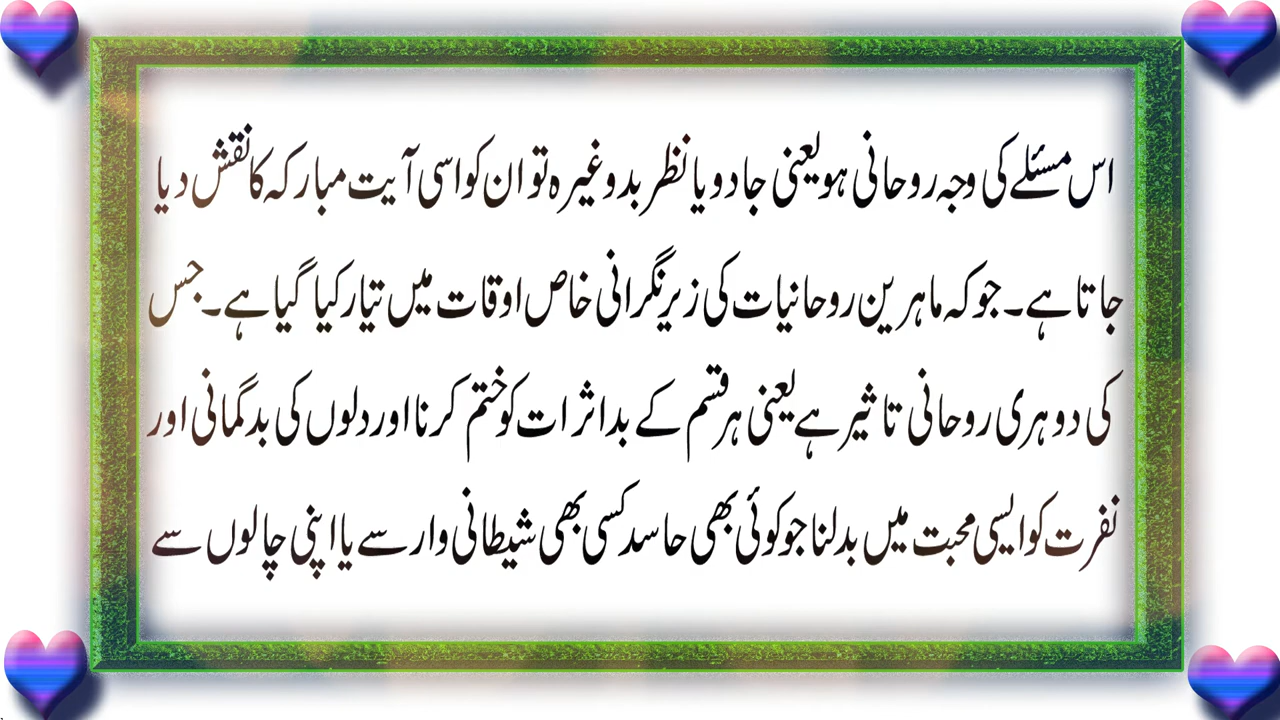 اس مسئلے کی وجہ روحانی ہو یعنی جادو یا نظر بد وغیرہ تو ان کو اسی آیت مبارکہ کا نقش دیا
جاتا ہے۔ جو کہ ماہرین روحانیات کی زیرنگرانی خاص اوقات میں تیار کیا گیا ہے۔ جس
کی دوہری روحانی تاثیر ہے یعنی ہر قسم کے بد اثرات کو ختم کرنا اور دلوں کی بدگمانی اور
نفرت کو ایسی محبت میں بدلنا جو کوئی بھی حاسد کسی بھی شیطانی وار سے یا اپنی چالوں سے